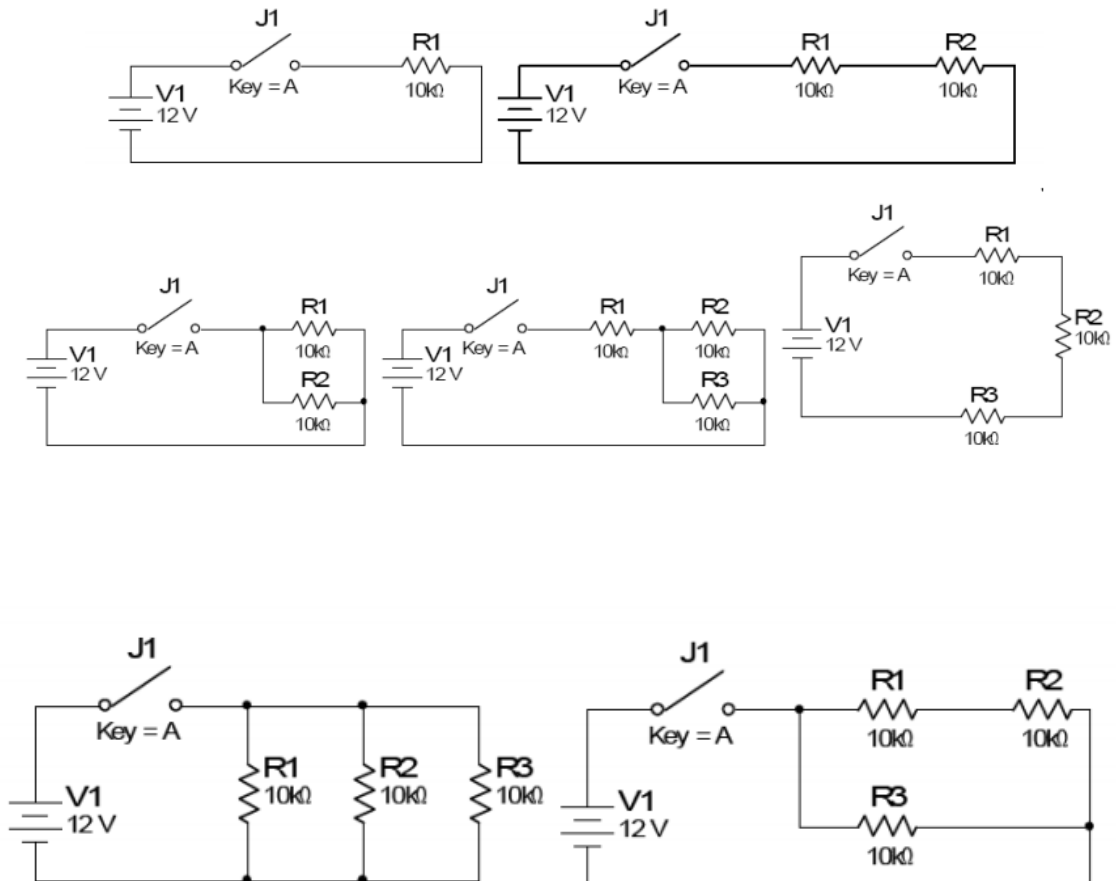 J1
R1
Key = A
10kΩ
V1
12 V
J1
R1
R2
Key = A
10kΩ
10kΩ
V1
12 V
J1
R1
Key = A
10kΩ
V1
12 V
R2
10kΩ
J1
R1
R2
Key = A
10kΩ
10kΩ
V1
12 V
R3
10kΩ
J1
R1
Key = A
10kΩ
V1
12 V
R2
10kΩ
R3
10kΩ
J1
Key = A
V1
12 V
R1
10kΩ
R2
10kΩ
R3
10kΩ
J1
R1
R2
Key = A
10kΩ
10kΩ
V1
12 V
R3
10kΩ